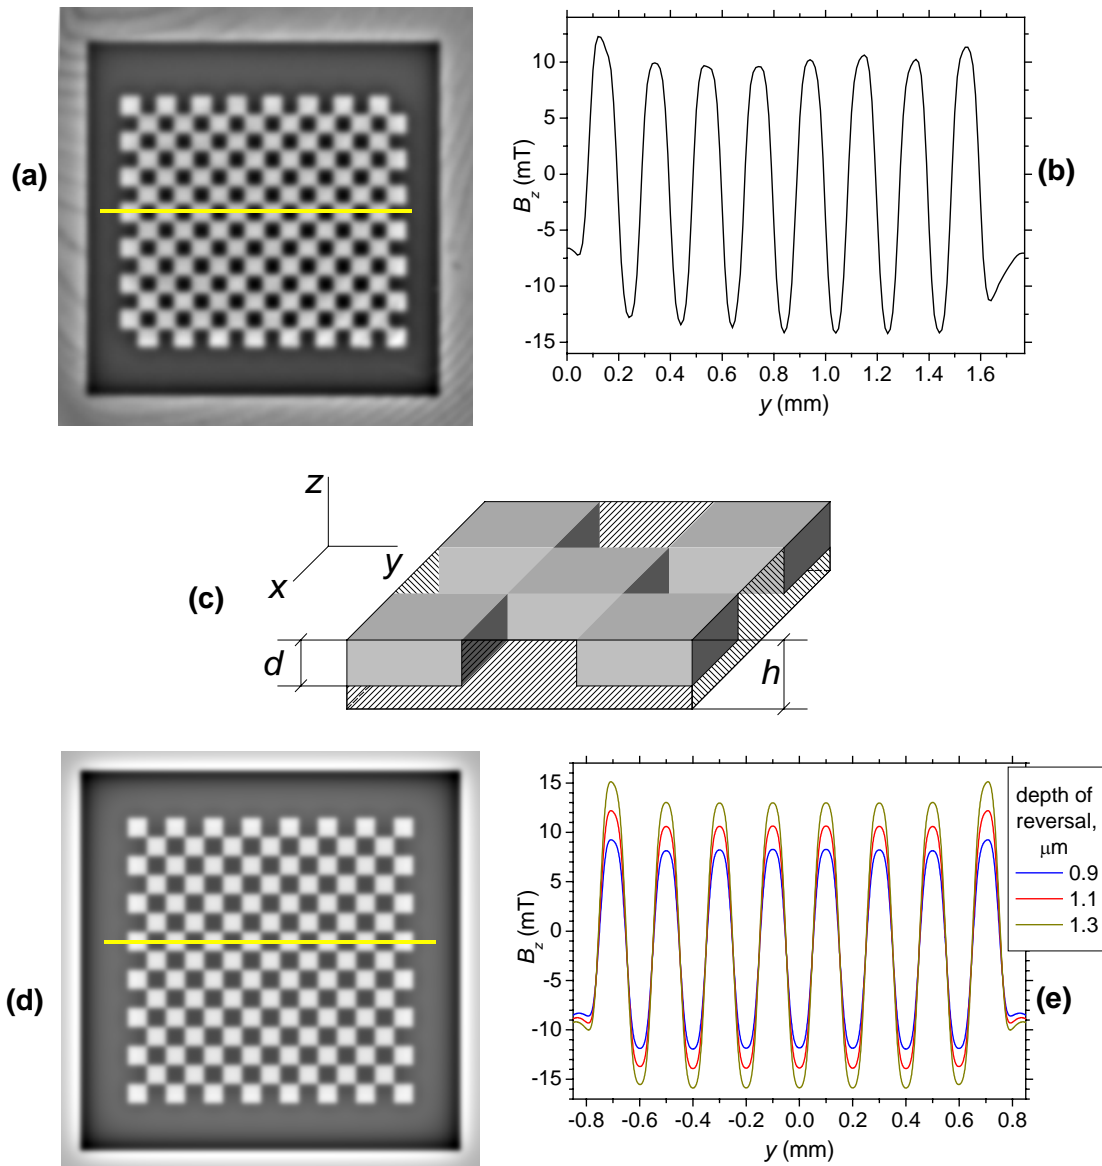 (a)
10
5
0
-5
-10
-15
B_z (mT)
0.0 0.2 0.4 0.6 0.8 1.0 1.2 1.4 1.6
y (mm)
(b)
z
y
x
(c)
d
h
(d)
15
10
5
0
-5
-10
-15
B_z (mT)
-0.8 -0.6 -0.4 -0.2 0.0 0.2 0.4 0.6 0.8
y (mm)
depth of
reversal,
μm
0.9
1.1
1.3
(e)